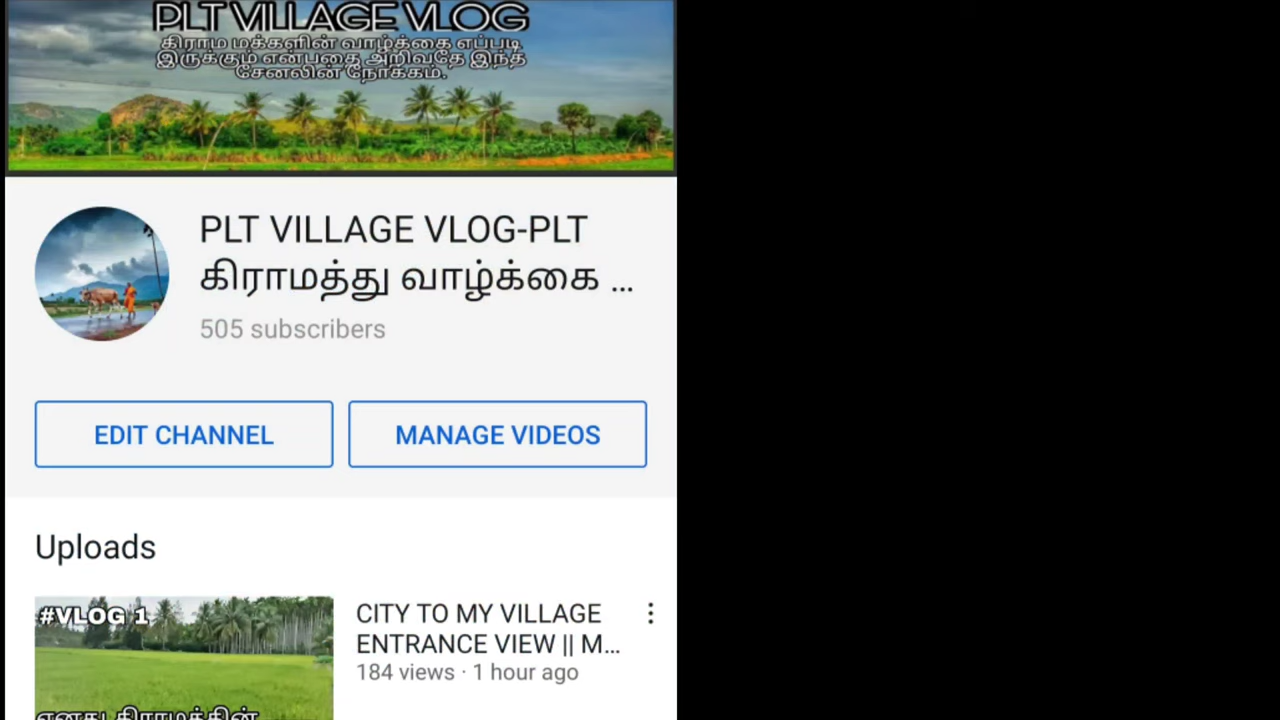 PLT VILLAGE VLOG
கிராம மக்களின் வாழ்க்கை எப்படி
இருக்கும் என்பதை அறிவதே இந்த
சேனலின் நோக்கம்.
PLT VILLAGE VLOG-PLT
கிராமத்து வாழ்க்கை ...
505 subscribers
EDIT CHANNEL
MANAGE VIDEOS
Uploads
#VLOG 1
CITY TO MY VILLAGE
ENTRANCE VIEW || M...
184 views · 1 hour ago
எனது கிராமத்தின்